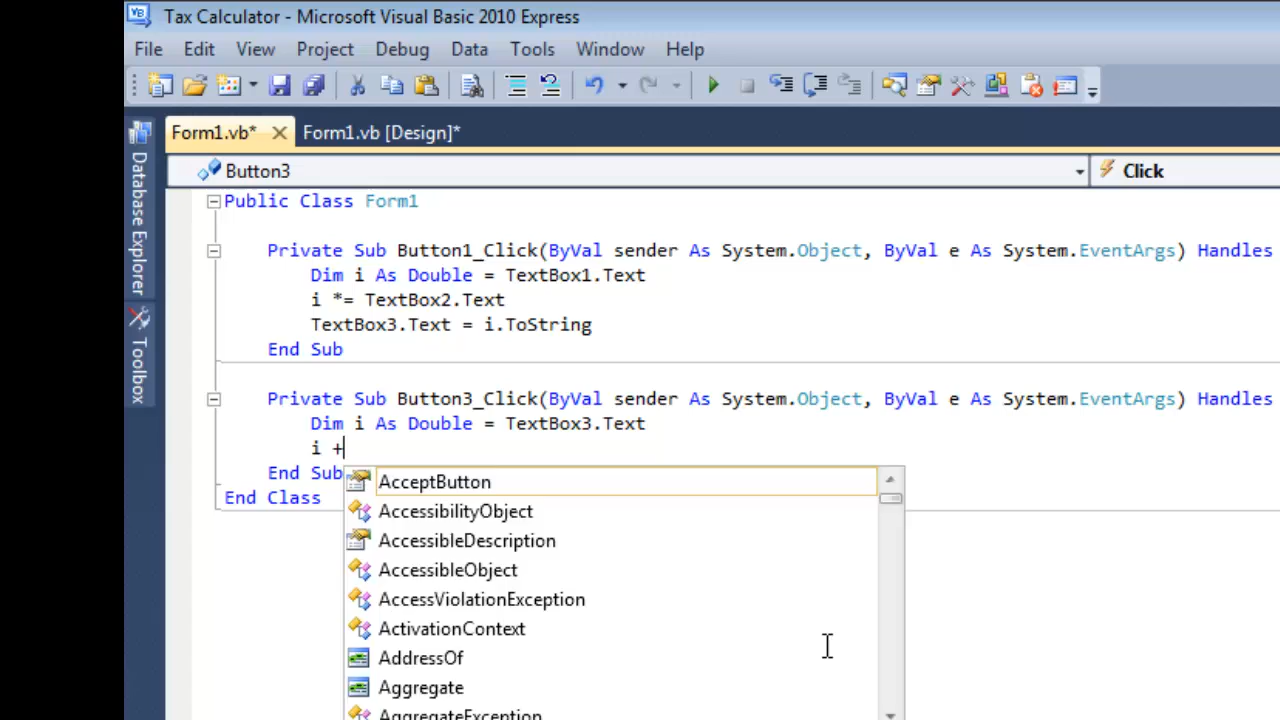 Tax Calculator - Microsoft Visual Basic 2010 Express
File Edit View Project Debug Data Tools Window Help
Form1.vb* Form1.vb [Design]*
Database Explorer
Toolbox
Button3 Click
Public Class Form1
Private Sub Button1_Click(ByVal sender As System.Object, ByVal e As System.EventArgs) Handles
Dim i As Double = TextBox1.Text
i *= TextBox2.Text
TextBox3.Text = i.ToString
End Sub
Private Sub Button3_Click(ByVal sender As System.Object, ByVal e As System.EventArgs) Handles
Dim i As Double = TextBox3.Text
i +
End Sub
End Class
AcceptButton
AccessibilityObject
AccessibleDescription
AccessibleObject
AccessViolationException
ActivationContext
AddressOf
Aggregate
AggregateException